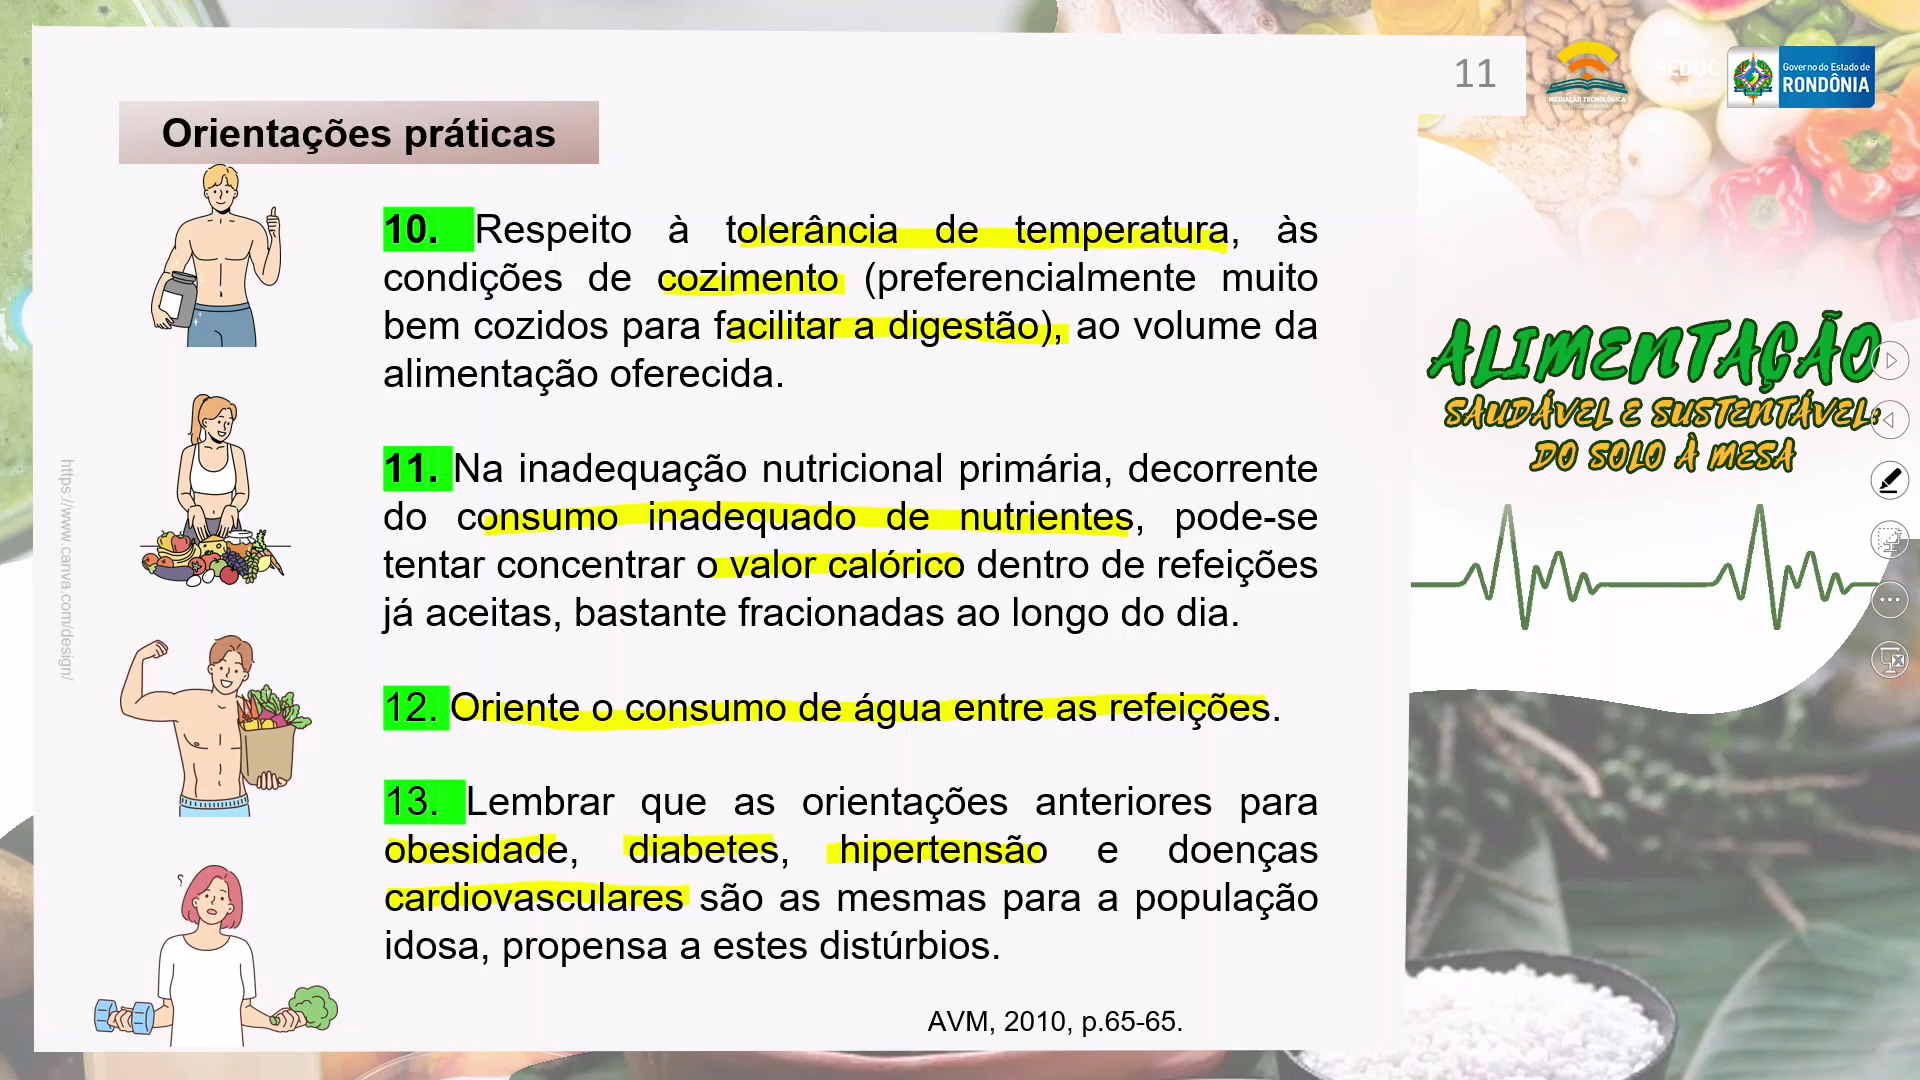 11
MEDIAÇÃO TECNOLÓGICA
SEDUC
Governo do Estado de
RONDÔNIA
Orientações práticas
10. Respeito à tolerância de temperatura, às
condições de cozimento (preferencialmente muito
bem cozidos para facilitar a digestão), ao volume da
alimentação oferecida.
11. Na inadequação nutricional primária, decorrente
do consumo inadequado de nutrientes, pode-se
tentar concentrar o valor calórico dentro de refeições
já aceitas, bastante fracionadas ao longo do dia.
12. Oriente o consumo de água entre as refeições.
13. Lembrar que as orientações anteriores para
obesidade, diabetes, hipertensão e doenças
cardiovasculares são as mesmas para a população
idosa, propensa a estes distúrbios.
AVM, 2010, p.65-65.
https://www.canva.com/design/
ALIMENTAÇÃO
SAUDÁVEL E SUSTENTÁVEL:
DO SOLO À MESA